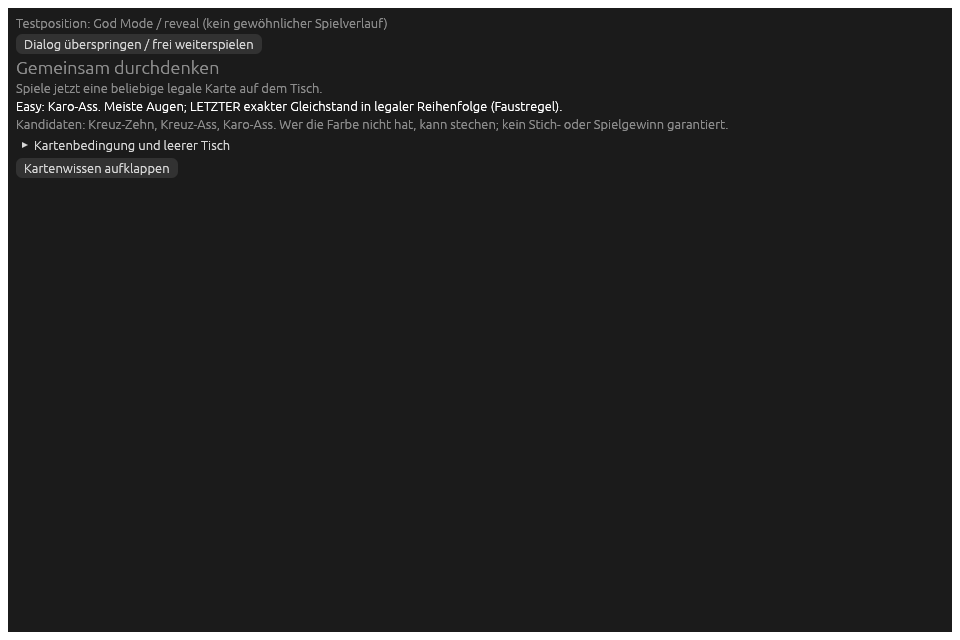 Testposition: God Mode / reveal (kein gewöhnlicher Spielverlauf)
Dialog überspringen / frei weiterspielen
Gemeinsam durchdenken
Spiele jetzt eine beliebige legale Karte auf dem Tisch.
Easy: Karo-Ass. Meiste Augen; LETZTER exakter Gleichstand in legaler Reihenfolge (Faustregel).
Kandidaten: Kreuz-Zehn, Kreuz-Ass, Karo-Ass. Wer die Farbe nicht hat, kann stechen; kein Stich- oder Spielgewinn garantiert.
Kartenbedingung und leerer Tisch
Kartenwissen aufklappen